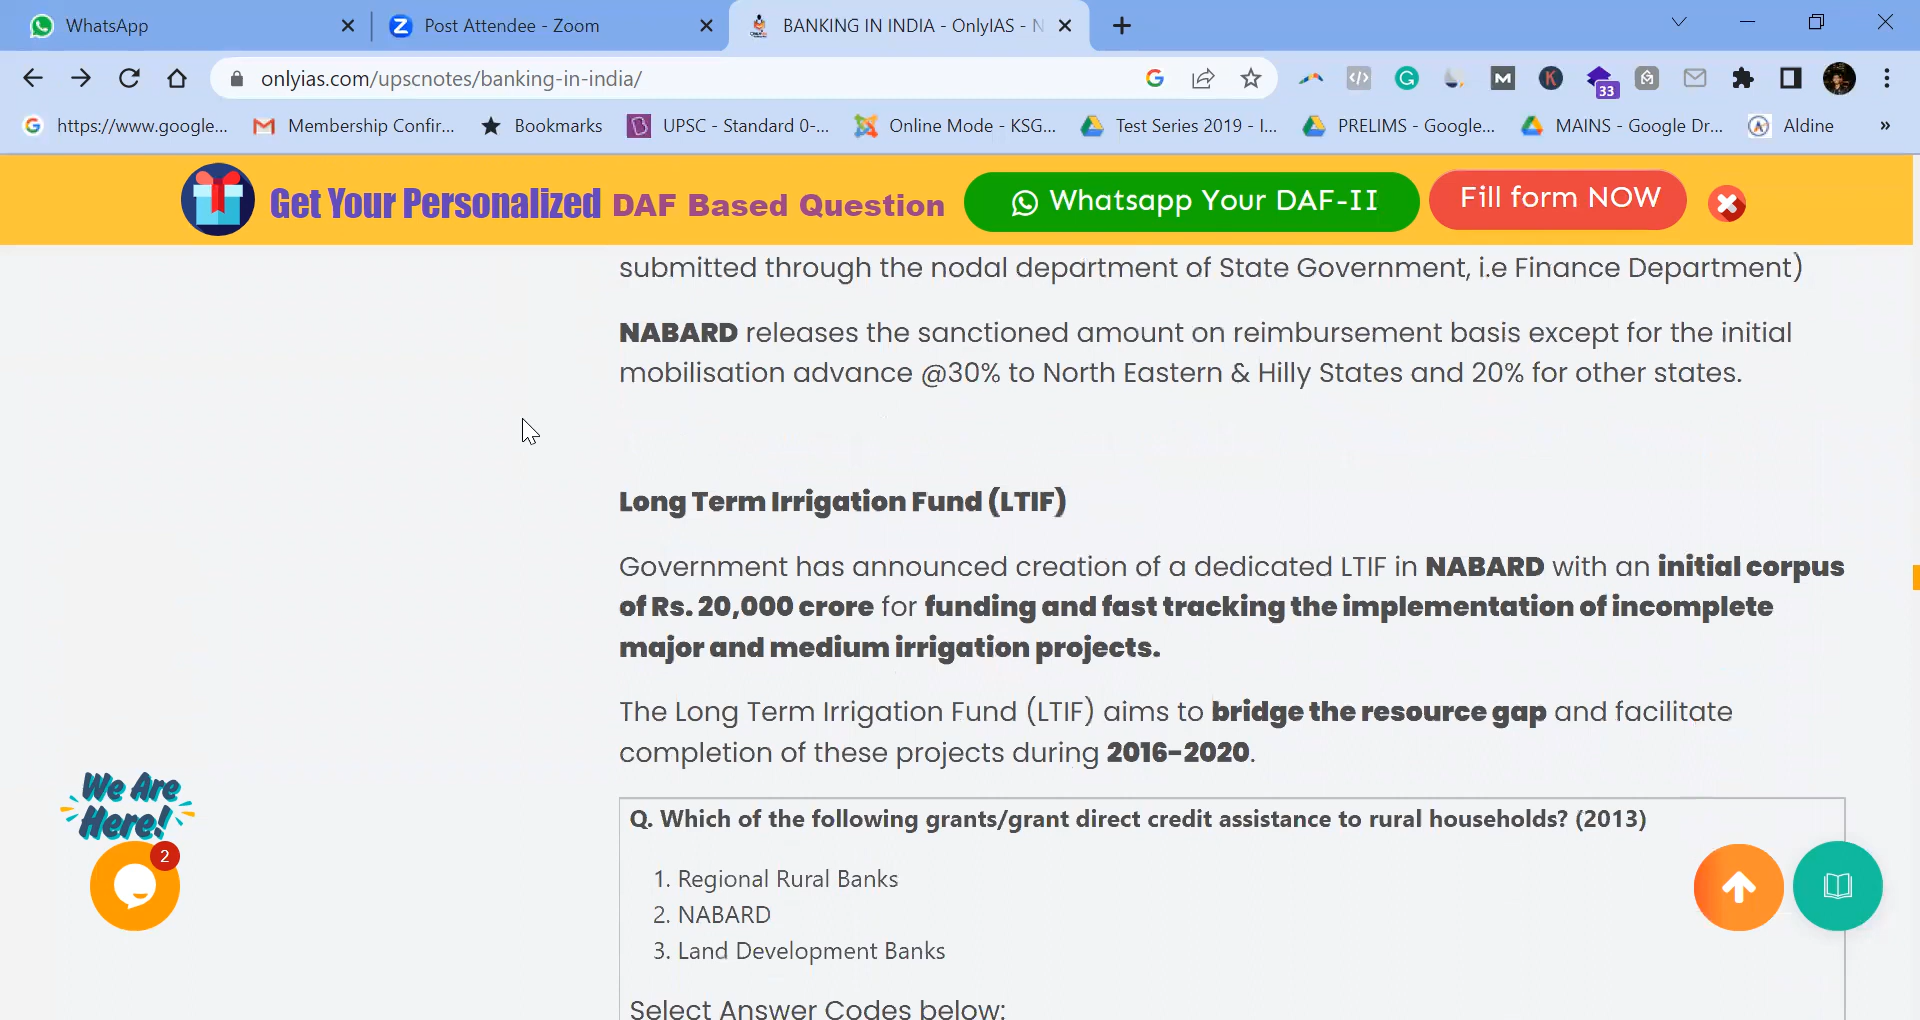 WhatsApp
Post Attendee - Zoom
BANKING IN INDIA - OnlyIAS - N
onlyias.com/upscnotes/banking-in-india/
33
https://www.google...
Membership Confir...
Bookmarks
UPSC - Standard 0-...
Online Mode - KSG...
Test Series 2019 - I...
PRELIMS - Google...
MAINS - Google Dr...
Aldine
»
Get Your Personalized DAF Based Question
Whatsapp Your DAF-II
Fill form NOW
submitted through the nodal department of State Government, i.e Finance Department)
NABARD releases the sanctioned amount on reimbursement basis except for the initial
mobilisation advance @30% to North Eastern & Hilly States and 20% for other states.
Long Term Irrigation Fund (LTIF)
Government has announced creation of a dedicated LTIF in NABARD with an initial corpus
of Rs. 20,000 crore for funding and fast tracking the implementation of incomplete
major and medium irrigation projects.
The Long Term Irrigation Fund (LTIF) aims to bridge the resource gap and facilitate
completion of these projects during 2016-2020.
We Are
Here!
2
Q. Which of the following grants/grant direct credit assistance to rural households? (2013)
1. Regional Rural Banks
2. NABARD
3. Land Development Banks
Select Answer Codes below: